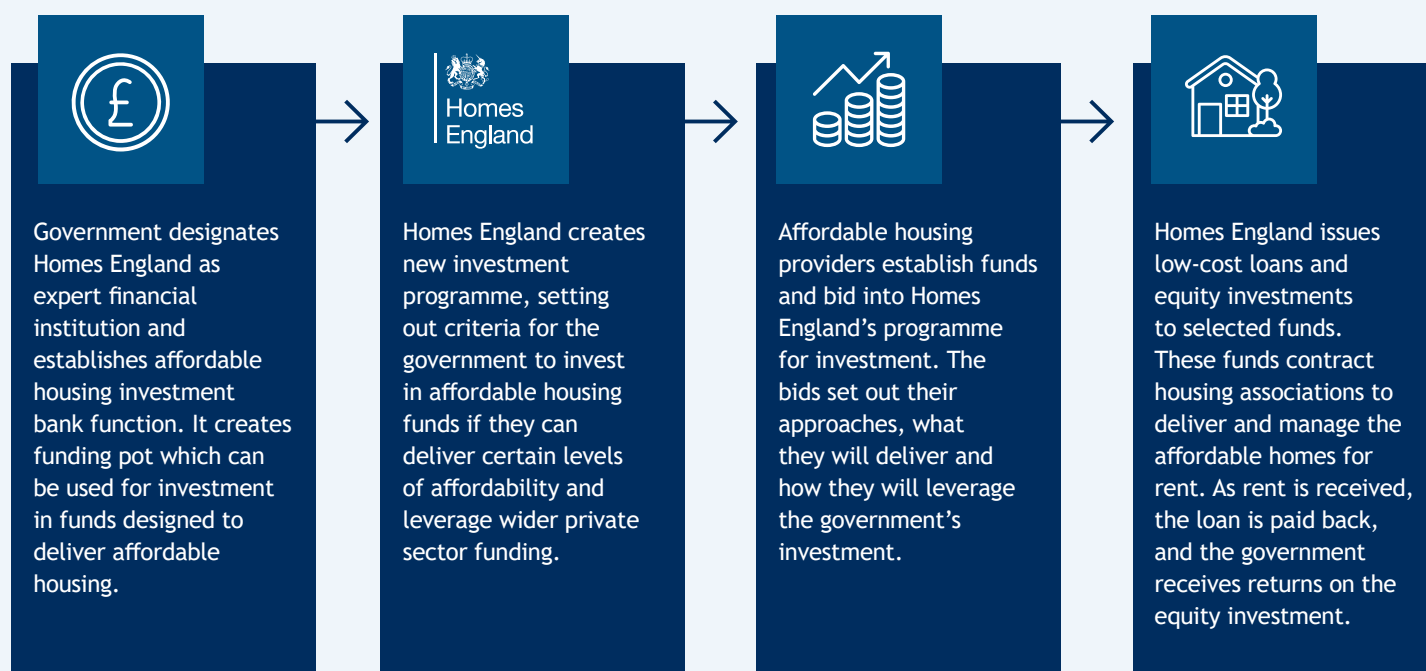 £
Homes
England
Government designates
Homes England as
expert financial
institution and
establishes affordable
housing investment
bank function. It creates
funding pot which can
be used for investment
in funds designed to
deliver affordable
housing.
Homes England creates
new investment
programme, setting
out criteria for the
government to invest
in affordable housing
funds if they can
deliver certain levels
of affordability and
leverage wider private
sector funding.
Affordable housing
providers establish funds
and bid into Homes
England’s programme
for investment. The
bids set out their
approaches, what
they will deliver and
how they will leverage
the government’s
investment.
Homes England issues
low-cost loans and
equity investments
to selected funds.
These funds contract
housing associations to
deliver and manage the
affordable homes for
rent. As rent is received,
the loan is paid back,
and the government
receives returns on the
equity investment.